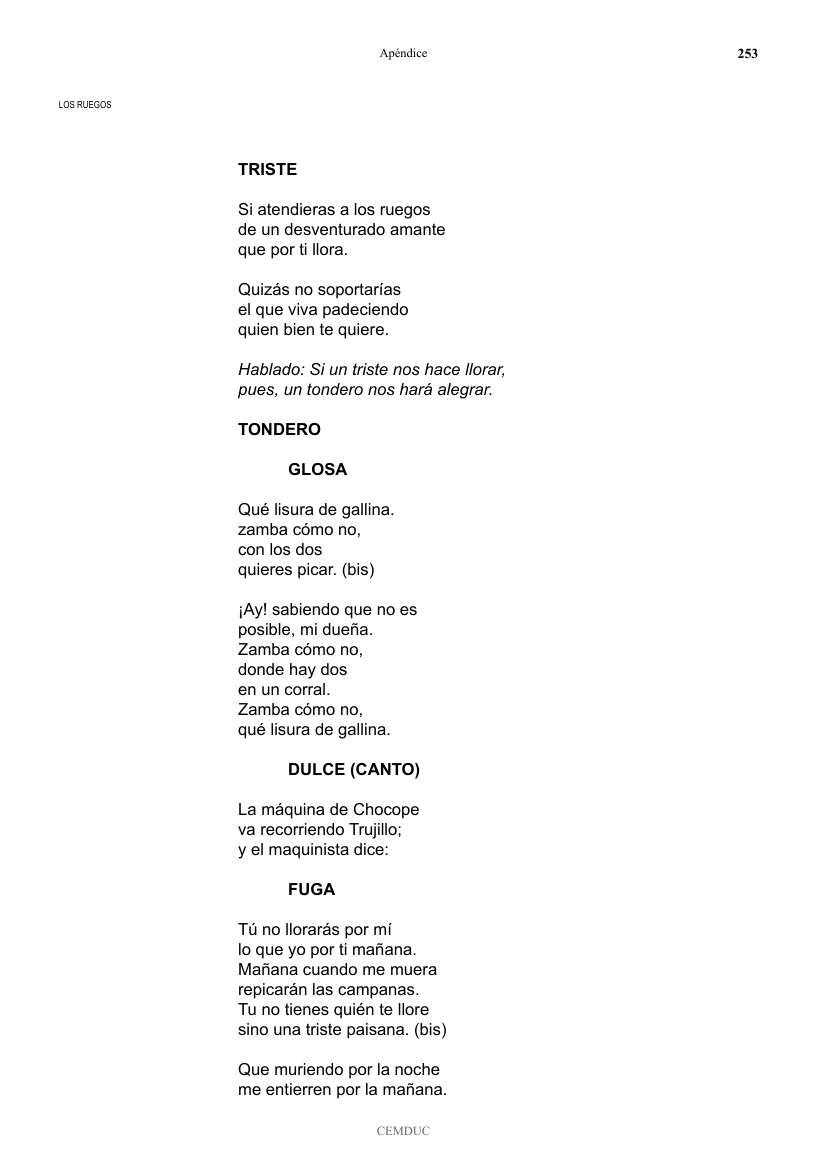 Apéndice 253
LOS RUEGOS
TRISTE
Si atendieras a los ruegos
de un desventurado amante
que por ti llora.
Quizás no soportarías
el que viva padeciendo
quien bien te quiere.
Hablado: Si un triste nos hace llorar,
pues, un tondero nos hará alegrar.
TONDERO
GLOSA
Qué lisura de gallina.
zamba cómo no,
con los dos
quieres picar. (bis)
¡Ay! sabiendo que no es
posible, mi dueña.
Zamba cómo no,
donde hay dos
en un corral.
Zamba cómo no,
qué lisura de gallina.
DULCE (CANTO)
La máquina de Chocope
va recorriendo Trujillo;
y el maquinista dice:
FUGA
Tú no llorarás por mí
lo que yo por ti mañana.
Mañana cuando me muera
repicarán las campanas.
Tu no tienes quién te llore
sino una triste paisana. (bis)
Que muriendo por la noche
me entierren por la mañana.
CEMDUC